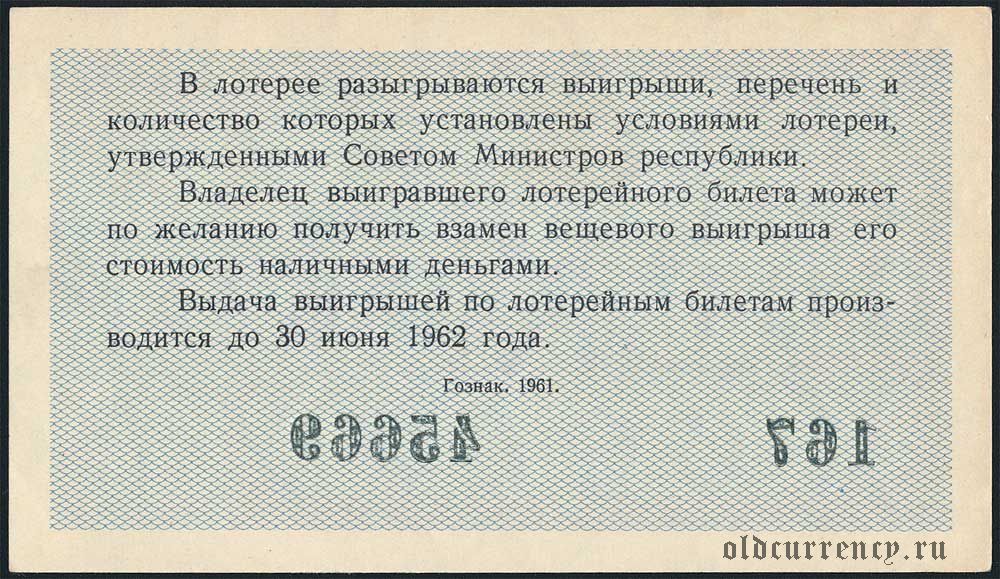 В лотерее разыгрываются выигрыши, перечень и
количество которых установлены условиями лотереи,
утвержденными Советом Министров республики.
Владелец выигравшего лотерейного билета может
по желанию получить взамен вещевого выигрыша его
стоимость наличными деньгами.
Выдача выигрышей по лотерейным билетам произ-
водится до 30 июня 1962 года.
Гознак. 1961.
45669 167
oldcurrency.ru